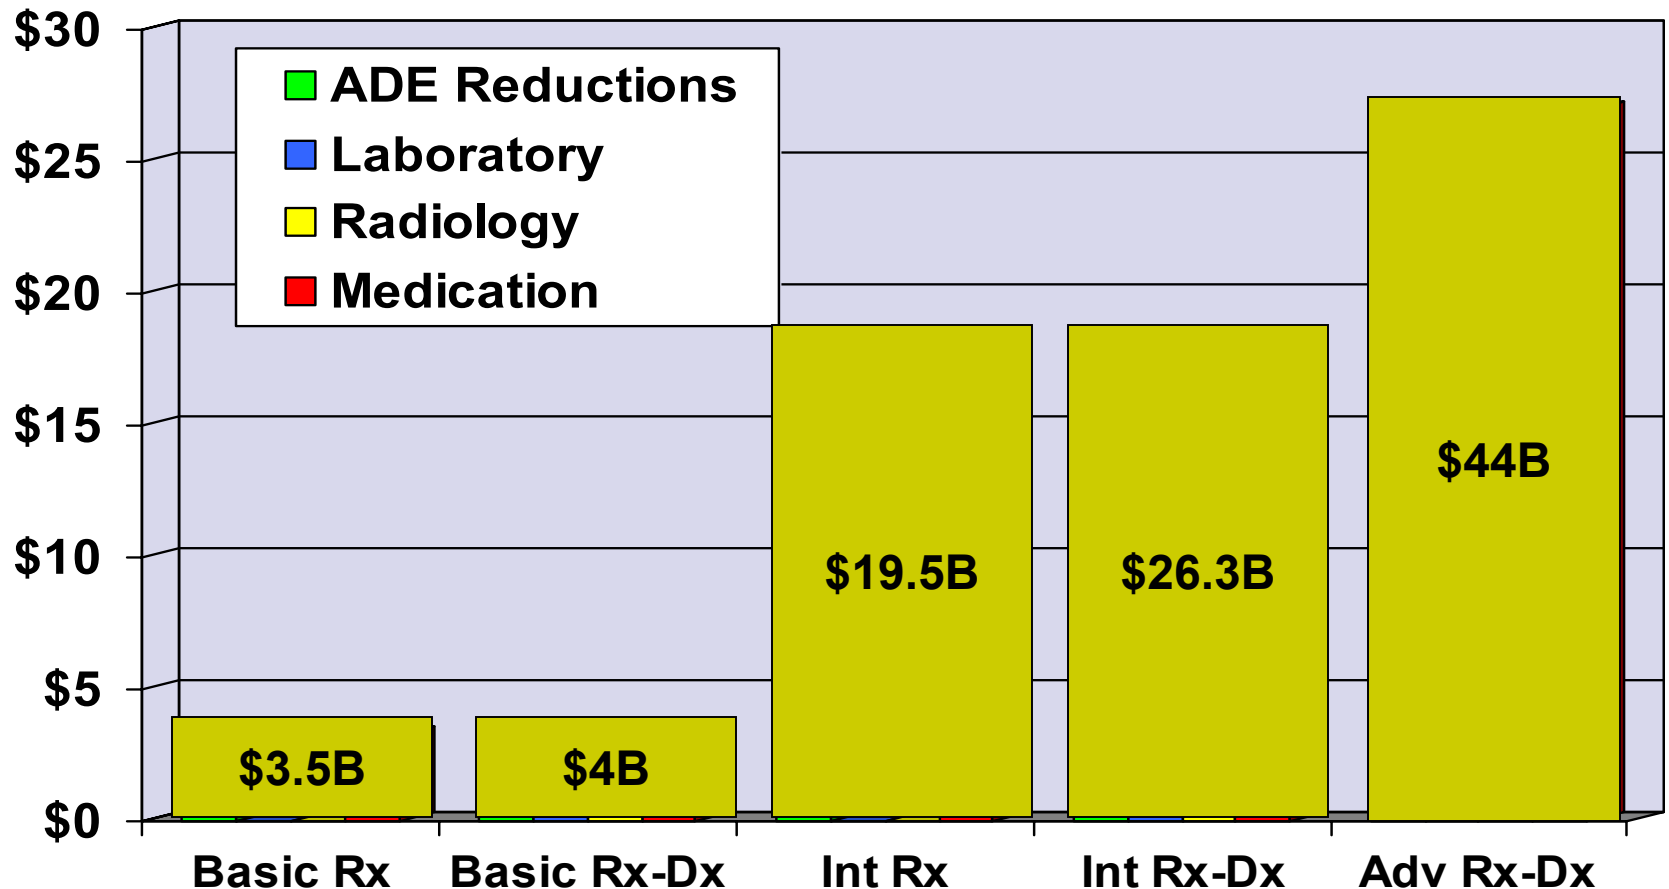 $30
$25
$20
$15
$10
$5
$0
ADE Reductions
Laboratory
Radiology
Medication
$3.5B
$4B
$19.5B
$26.3B
$44B
Basic Rx
Basic Rx-Dx
Int Rx
Int Rx-Dx
Adv Rx-Dx